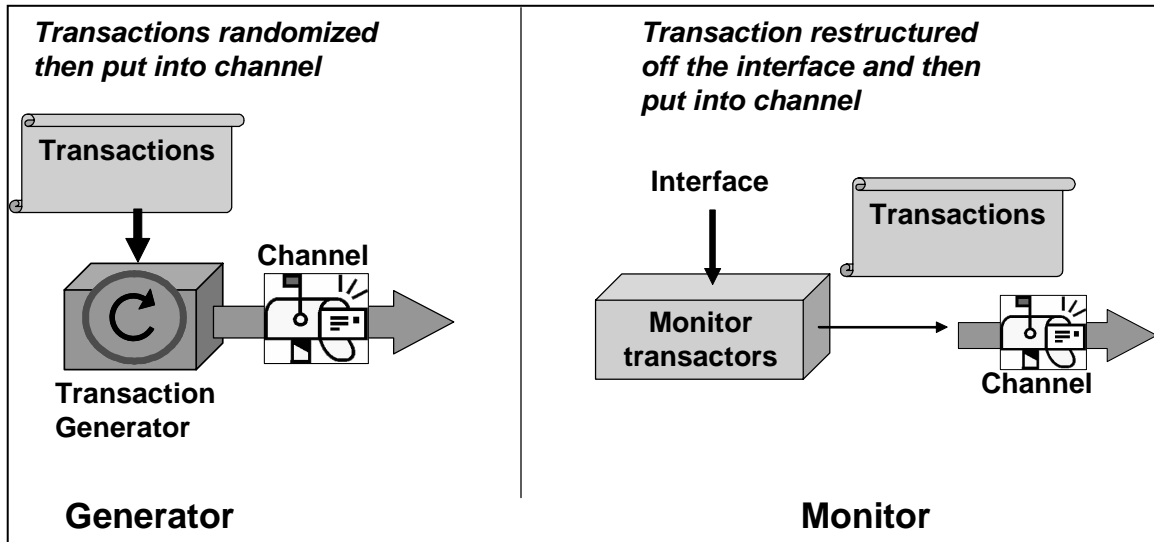 Transactions randomized
then put into channel
Transactions
Channel
Transaction
Generator
Generator
Transaction restructured
off the interface and then
put into channel
Interface
Transactions
Monitor
transactors
Channel
Monitor